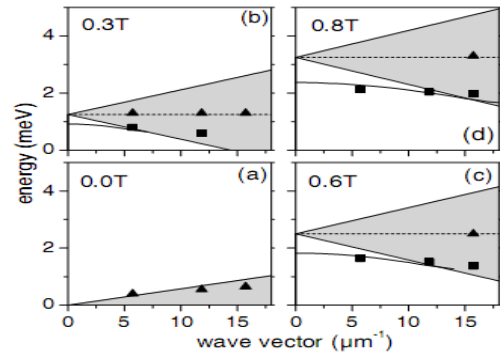 0.3T (b)
0.8T
(d)
4
2
0
0.0T (a)
0.6T (c)
4
2
0
0 5 10 15
0 5 10 15
energy (meV)
wave vector (μm⁻¹)